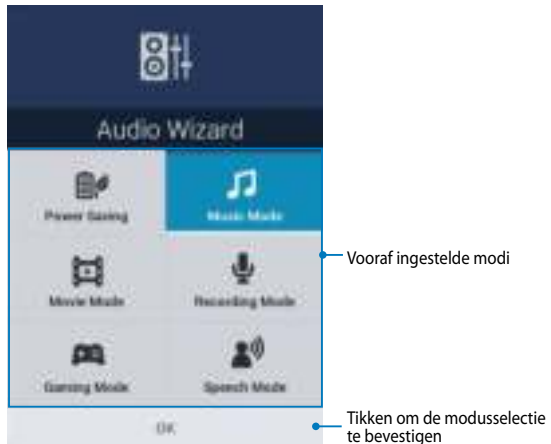 Audio Wizard
Power Saving
Music Mode
Vooraf ingestelde modi
Movie Mode
Recording Mode
Gaming Mode
Speech Mode
OK
Tikken om de modusselectie
te bevestigen